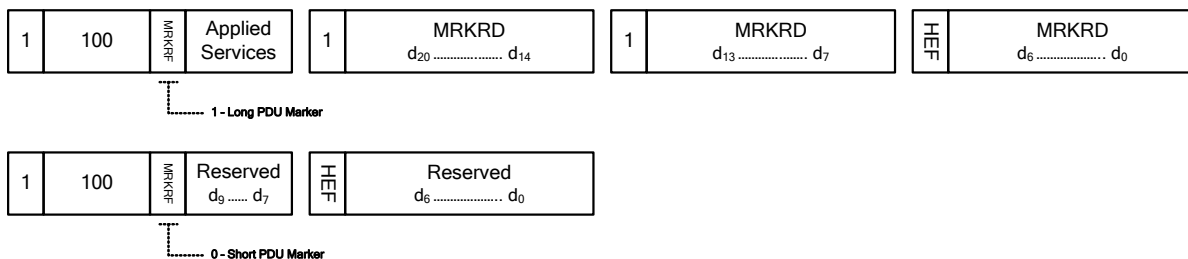 1 100 MRKRF Applied Services 1 MRKRD 1 MRKRD HEF MRKRD
d20 .................... d14 d13 .................... d7 d6 .................... d0
1 - Long PDU Marker
1 100 MRKRF Reserved HEF Reserved
d9 ...... d7 d6 .................... d0
0 - Short PDU Marker